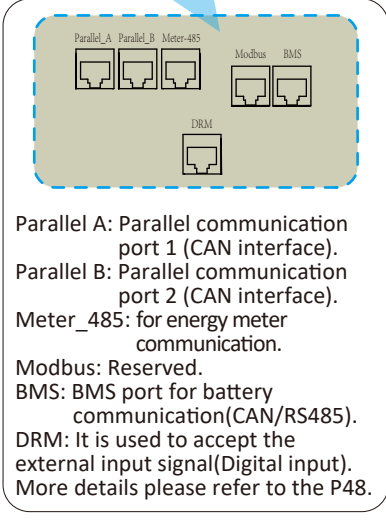 Parallel_A Parallel_B Meter-485
Modbus BMS
DRM
Parallel A: Parallel communication
port 1 (CAN interface).
Parallel B: Parallel communication
port 2 (CAN interface).
Meter_485: for energy meter
communication.
Modbus: Reserved.
BMS: BMS port for battery
communication(CAN/RS485).
DRM: It is used to accept the
external input signal(Digital input).
More details please refer to the P48.